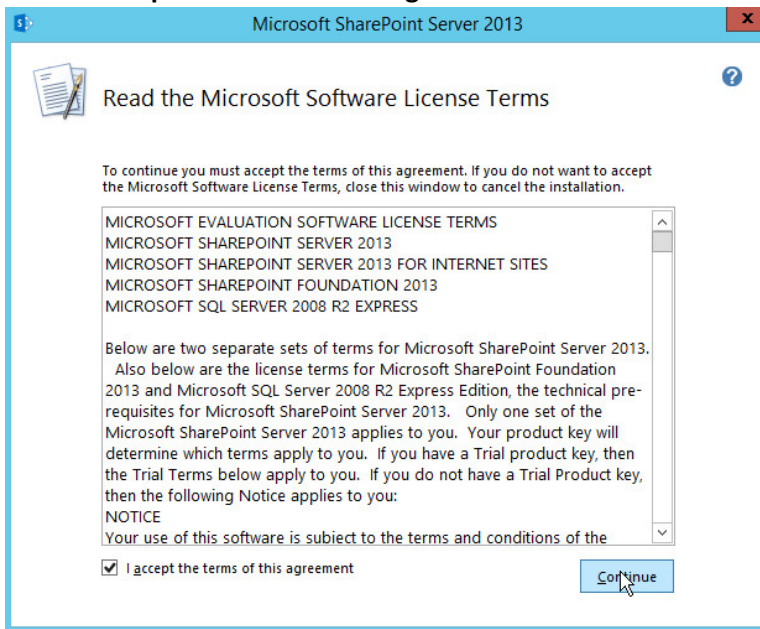 Microsoft SharePoint Server 2013
x
?
Read the Microsoft Software License Terms
To continue you must accept the terms of this agreement. If you do not want to accept
the Microsoft Software License Terms, close this window to cancel the installation.
MICROSOFT EVALUATION SOFTWARE LICENSE TERMS
MICROSOFT SHAREPOINT SERVER 2013
MICROSOFT SHAREPOINT SERVER 2013 FOR INTERNET SITES
MICROSOFT SHAREPOINT FOUNDATION 2013
MICROSOFT SQL SERVER 2008 R2 EXPRESS
Below are two separate sets of terms for Microsoft SharePoint Server 2013.
Also below are the license terms for Microsoft SharePoint Foundation
2013 and Microsoft SQL Server 2008 R2 Express Edition, the technical pre-
requisites for Microsoft SharePoint Server 2013. Only one set of the
Microsoft SharePoint Server 2013 applies to you. Your product key will
determine which terms apply to you. If you have a Trial product key, then
the Trial Terms below apply to you. If you do not have a Trial Product key,
then the following Notice applies to you:
NOTICE
Your use of this software is subject to the terms and conditions of the
I accept the terms of this agreement
Continue